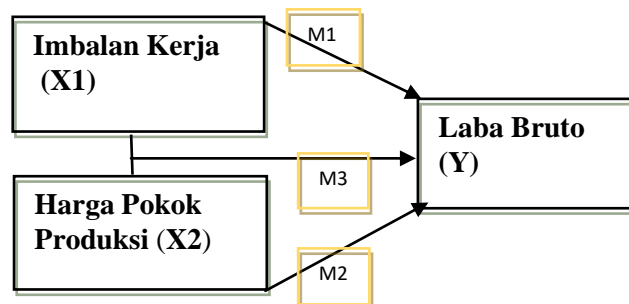 Imbalan Kerja
(X1)
M1
Laba Bruto
(Y)
M3
Harga Pokok
Produksi (X2)
M2